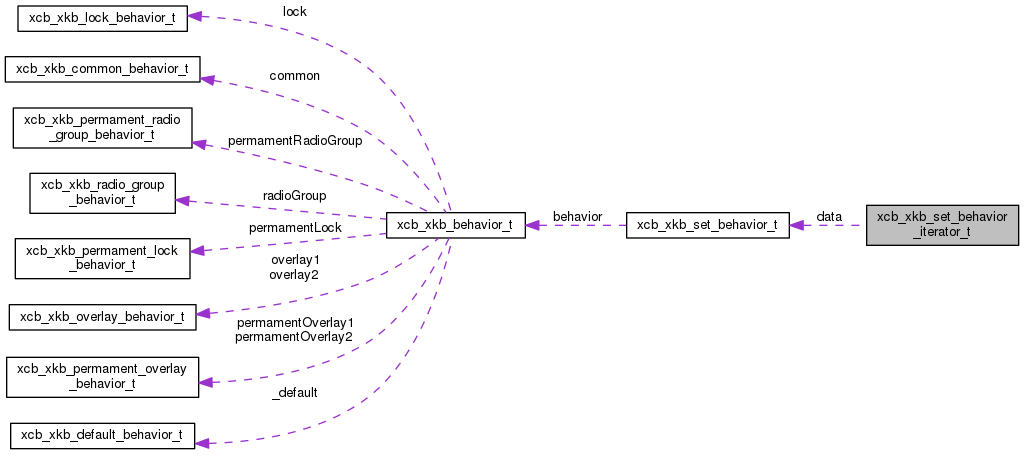 xcb_xkb_lock_behavior_t
lock
xcb_xkb_common_behavior_t
common
xcb_xkb_permament_radio
_group_behavior_t
permamentRadioGroup
xcb_xkb_radio_group
_behavior_t
radioGroup
xcb_xkb_permament_lock
_behavior_t
permamentLock
xcb_xkb_overlay_behavior_t
overlay1
overlay2
xcb_xkb_permament_overlay
_behavior_t
permamentOverlay1
permamentOverlay2
xcb_xkb_default_behavior_t
_default
xcb_xkb_behavior_t
behavior
xcb_xkb_set_behavior_t
data
xcb_xkb_set_behavior
_iterator_t